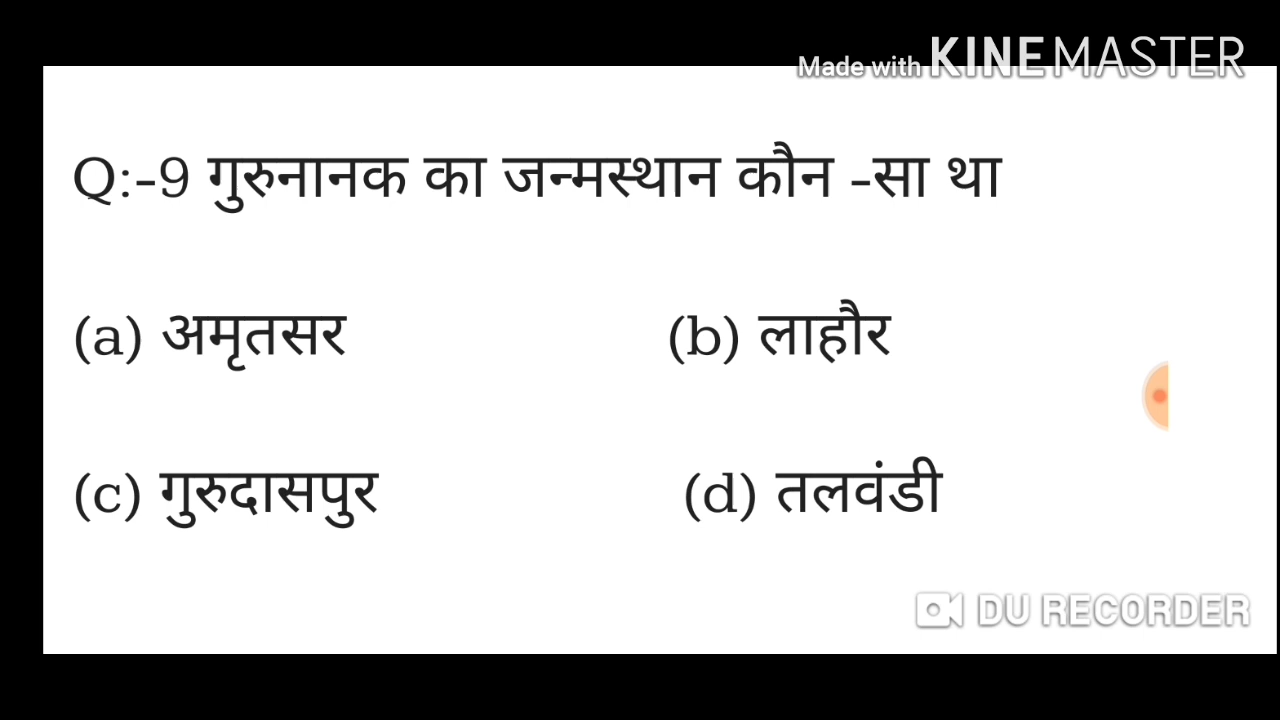 Made with KINEMASTER
Q:-9 गुरुनानक का जन्मस्थान कौन -सा था
(a) अमृतसर (b) लाहौर
(c) गुरुदासपुर (d) तलवंडी
DU RECORDER